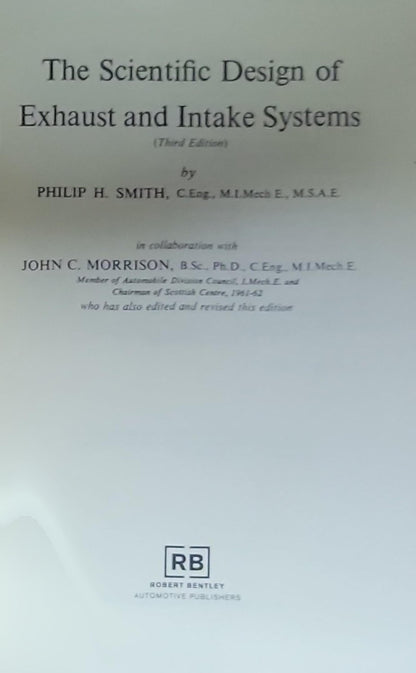 The Scientific Design of
Exhaust and Intake Systems
(Third Edition)
by
PHILIP H. SMITH, C.Eng., M.I.Mech E., M.S.A.E.
in collaboration with
JOHN C. MORRISON, B.Sc., Ph.D., C.Eng., M.I.Mech.E.
Member of Automobile Division Council, I.Mech.E. and
Chairman of Scottish Centre, 1961-62
who has also edited and revised this edition
RB
ROBERT BENTLEY
AUTOMOTIVE PUBLISHERS